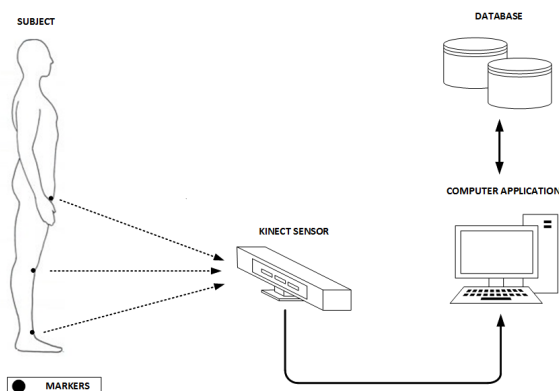 SUBJECT
DATABASE
COMPUTER APPLICATION
KINECT SENSOR
MARKERS